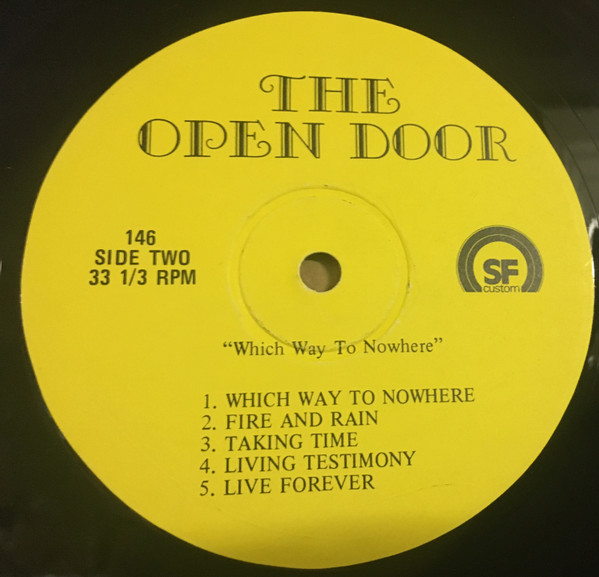 THE
OPEN DOOR
146
SIDE TWO
33 1/3 RPM
SF
custom
“Which Way To Nowhere”
1. WHICH WAY TO NOWHERE
2. FIRE AND RAIN
3. TAKING TIME
4. LIVING TESTIMONY
5. LIVE FOREVER